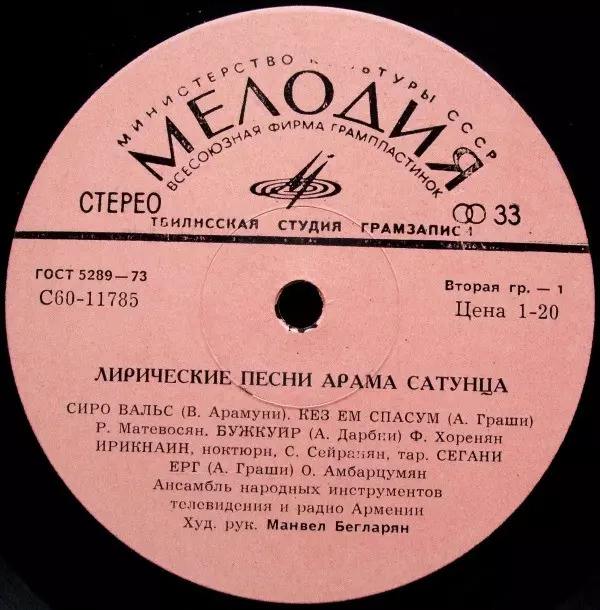 МИНИСТЕРСТВО КУЛЬТУРЫ СССР
МЕЛОДИЯ
ВСЕСОЮЗНАЯ ФИРМА ГРАМПЛАСТИНОК
СТЕРЕО
33
ТБИЛИССКАЯ СТУДИЯ ГРАМЗАПИСИ
ГОСТ 5289—73
С60-11785
Вторая гр. — 1
Цена 1-20
ЛИРИЧЕСКИЕ ПЕСНИ АРАМА САТУНЦА
СИРО ВАЛЬС (В. Арамуни). КЕЗ ЕМ СПАСУМ (А. Граши)
Р. Матевосян. БУЖКУЙР (А. Дарбни) Ф. Хоренян
ИРИКНАИН, ноктюрн, С. Сейранян, тар. СЕГАНИ
ЕРГ (А. Граши) О. Амбарцумян
Ансамбль народных инструментов
телевидения и радио Армении
Худ. рук. Манвел Бегларян